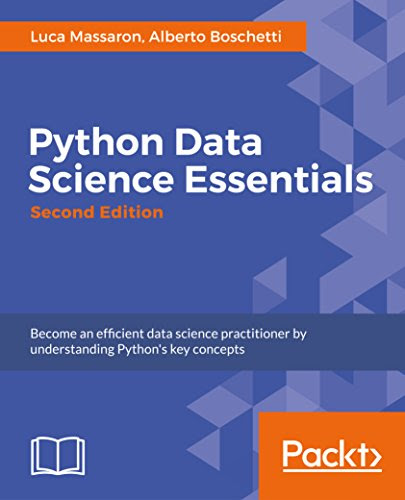 Luca Massaron, Alberto Boschetti
Python Data
Science Essentials
Second Edition
Become an efficient data science practitioner by
understanding Python's key concepts
Packt>